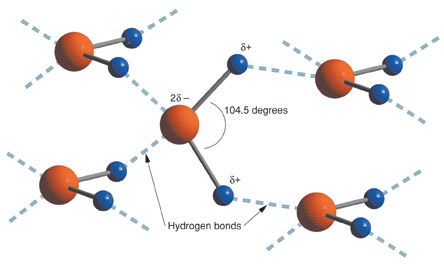 δ+
2δ–
104.5 degrees
δ+
Hydrogen bonds